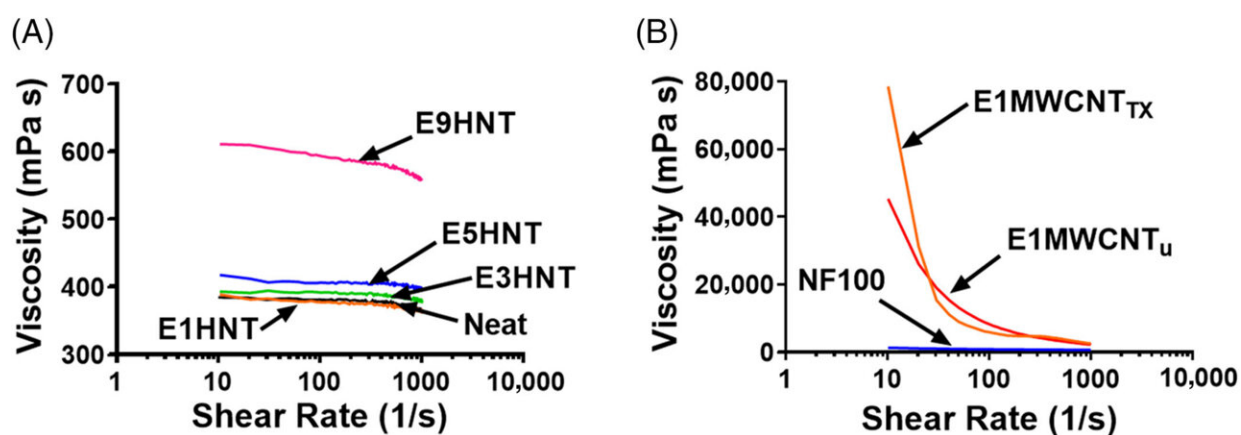 (A)
Viscosity (mPa s)
700
600
500
400
300
1
10
100
1000
10,000
Shear Rate (1/s)
E9HNT
E5HNT
E3HNT
E1HNT
Neat
(B)
Viscosity (mPa s)
80,000
60,000
40,000
20,000
0
1
10
100
1000
10,000
Shear Rate (1/s)
E1MWCNTTX
E1MWCNTu
NF100